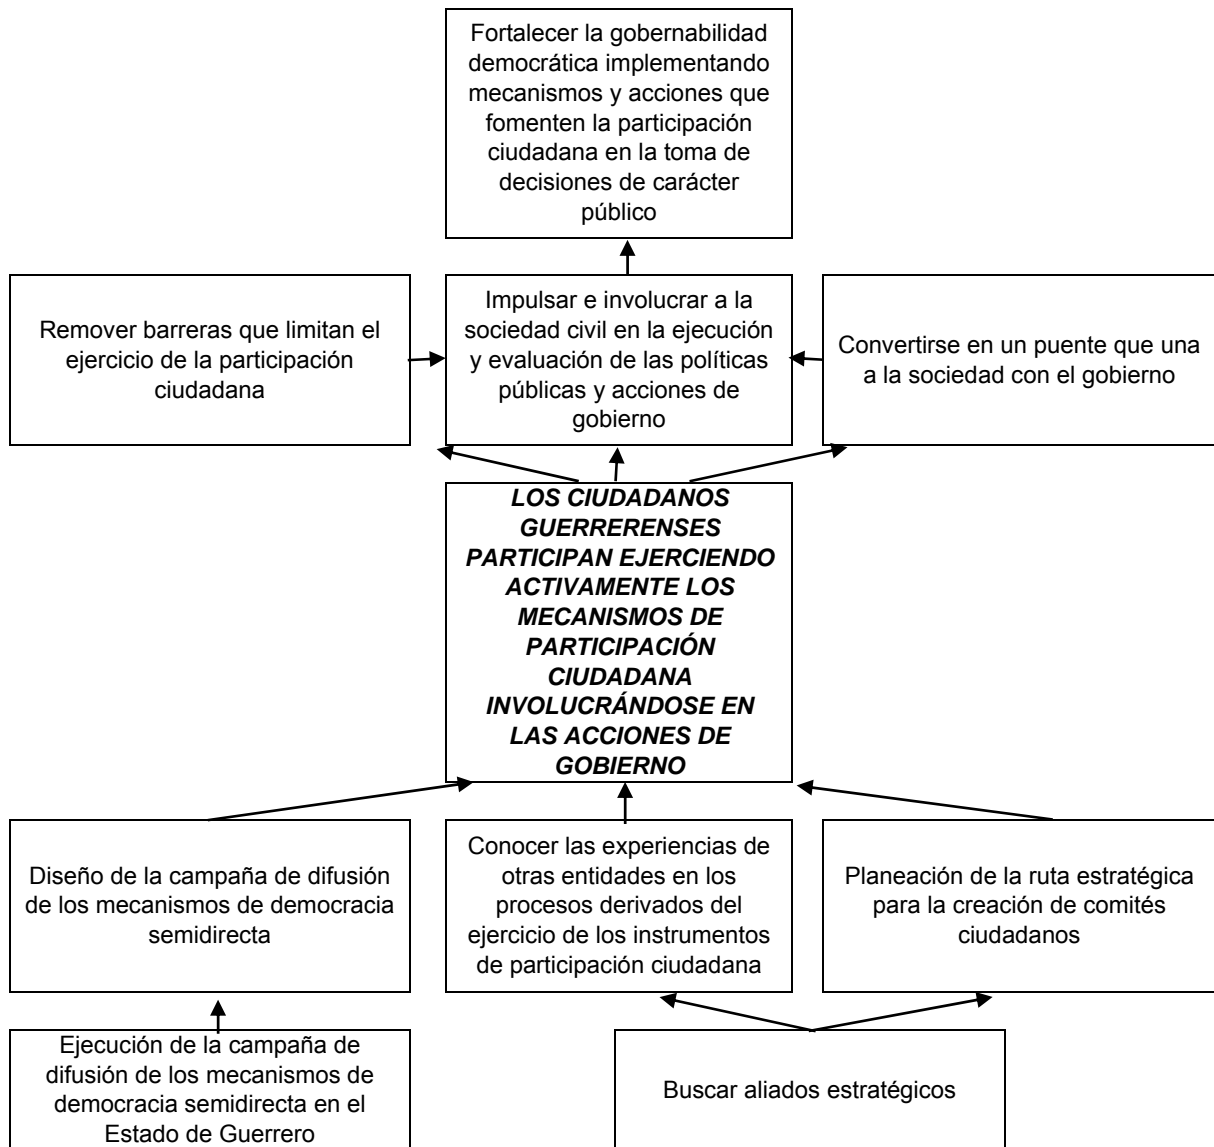 Fortalecer la gobernabilidad
democrática implementando
mecanismos y acciones que
fomenten la participación
ciudadana en la toma de
decisiones de carácter
público
Remover barreras que limitan el
ejercicio de la participación
ciudadana
Impulsar e involucrar a la
sociedad civil en la ejecución
y evaluación de las políticas
públicas y acciones de
gobierno
Convertirse en un puente que una
a la sociedad con el gobierno
LOS CIUDADANOS
GUERRERENSES
PARTICIPAN EJERCIENDO
ACTIVAMENTE LOS
MECANISMOS DE
PARTICIPACIÓN
CIUDADANA
INVOLUCRÁNDOSE EN
LAS ACCIONES DE
GOBIERNO
Diseño de la campaña de difusión
de los mecanismos de democracia
semidirecta
Conocer las experiencias de
otras entidades en los
procesos derivados del
ejercicio de los instrumentos
de participación ciudadana
Planeación de la ruta estratégica
para la creación de comités
ciudadanos
Ejecución de la campaña de
difusión de los mecanismos de
democracia semidirecta en el
Estado de Guerrero
Buscar aliados estratégicos